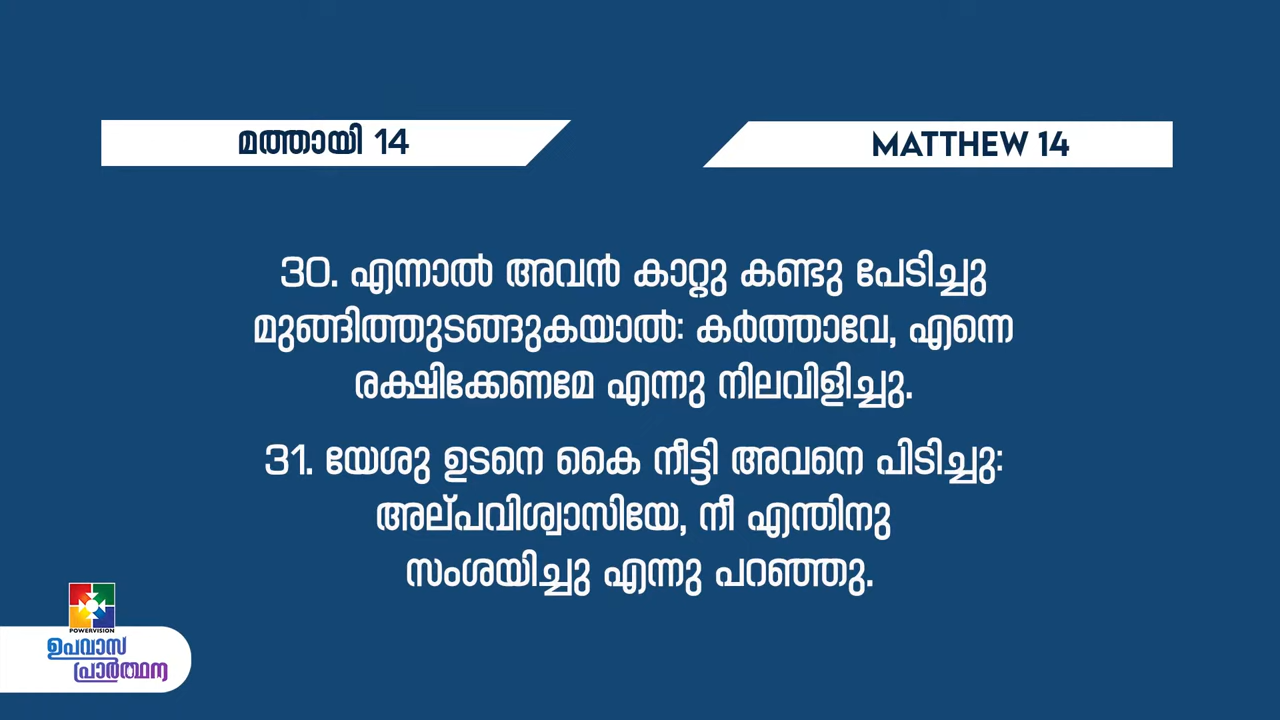 മത്തായി 14
MATTHEW 14
30. എന്നാൽ അവൻ കാറ്റു കണ്ടു പേടിച്ചു
മുങ്ങിത്തുടങ്ങുകയാൽ: കർത്താവേ, എന്നെ
രക്ഷിക്കേണമേ എന്നു നിലവിളിച്ചു.
31. യേശു ഉടനെ കൈ നീട്ടി അവനെ പിടിച്ചു:
അല്പവിശ്വാസിയേ, നീ എന്തിനു
സംശയിച്ചു എന്നു പറഞ്ഞു.
POWERVISION
ഉപവാസ
പ്രാർത്ഥന